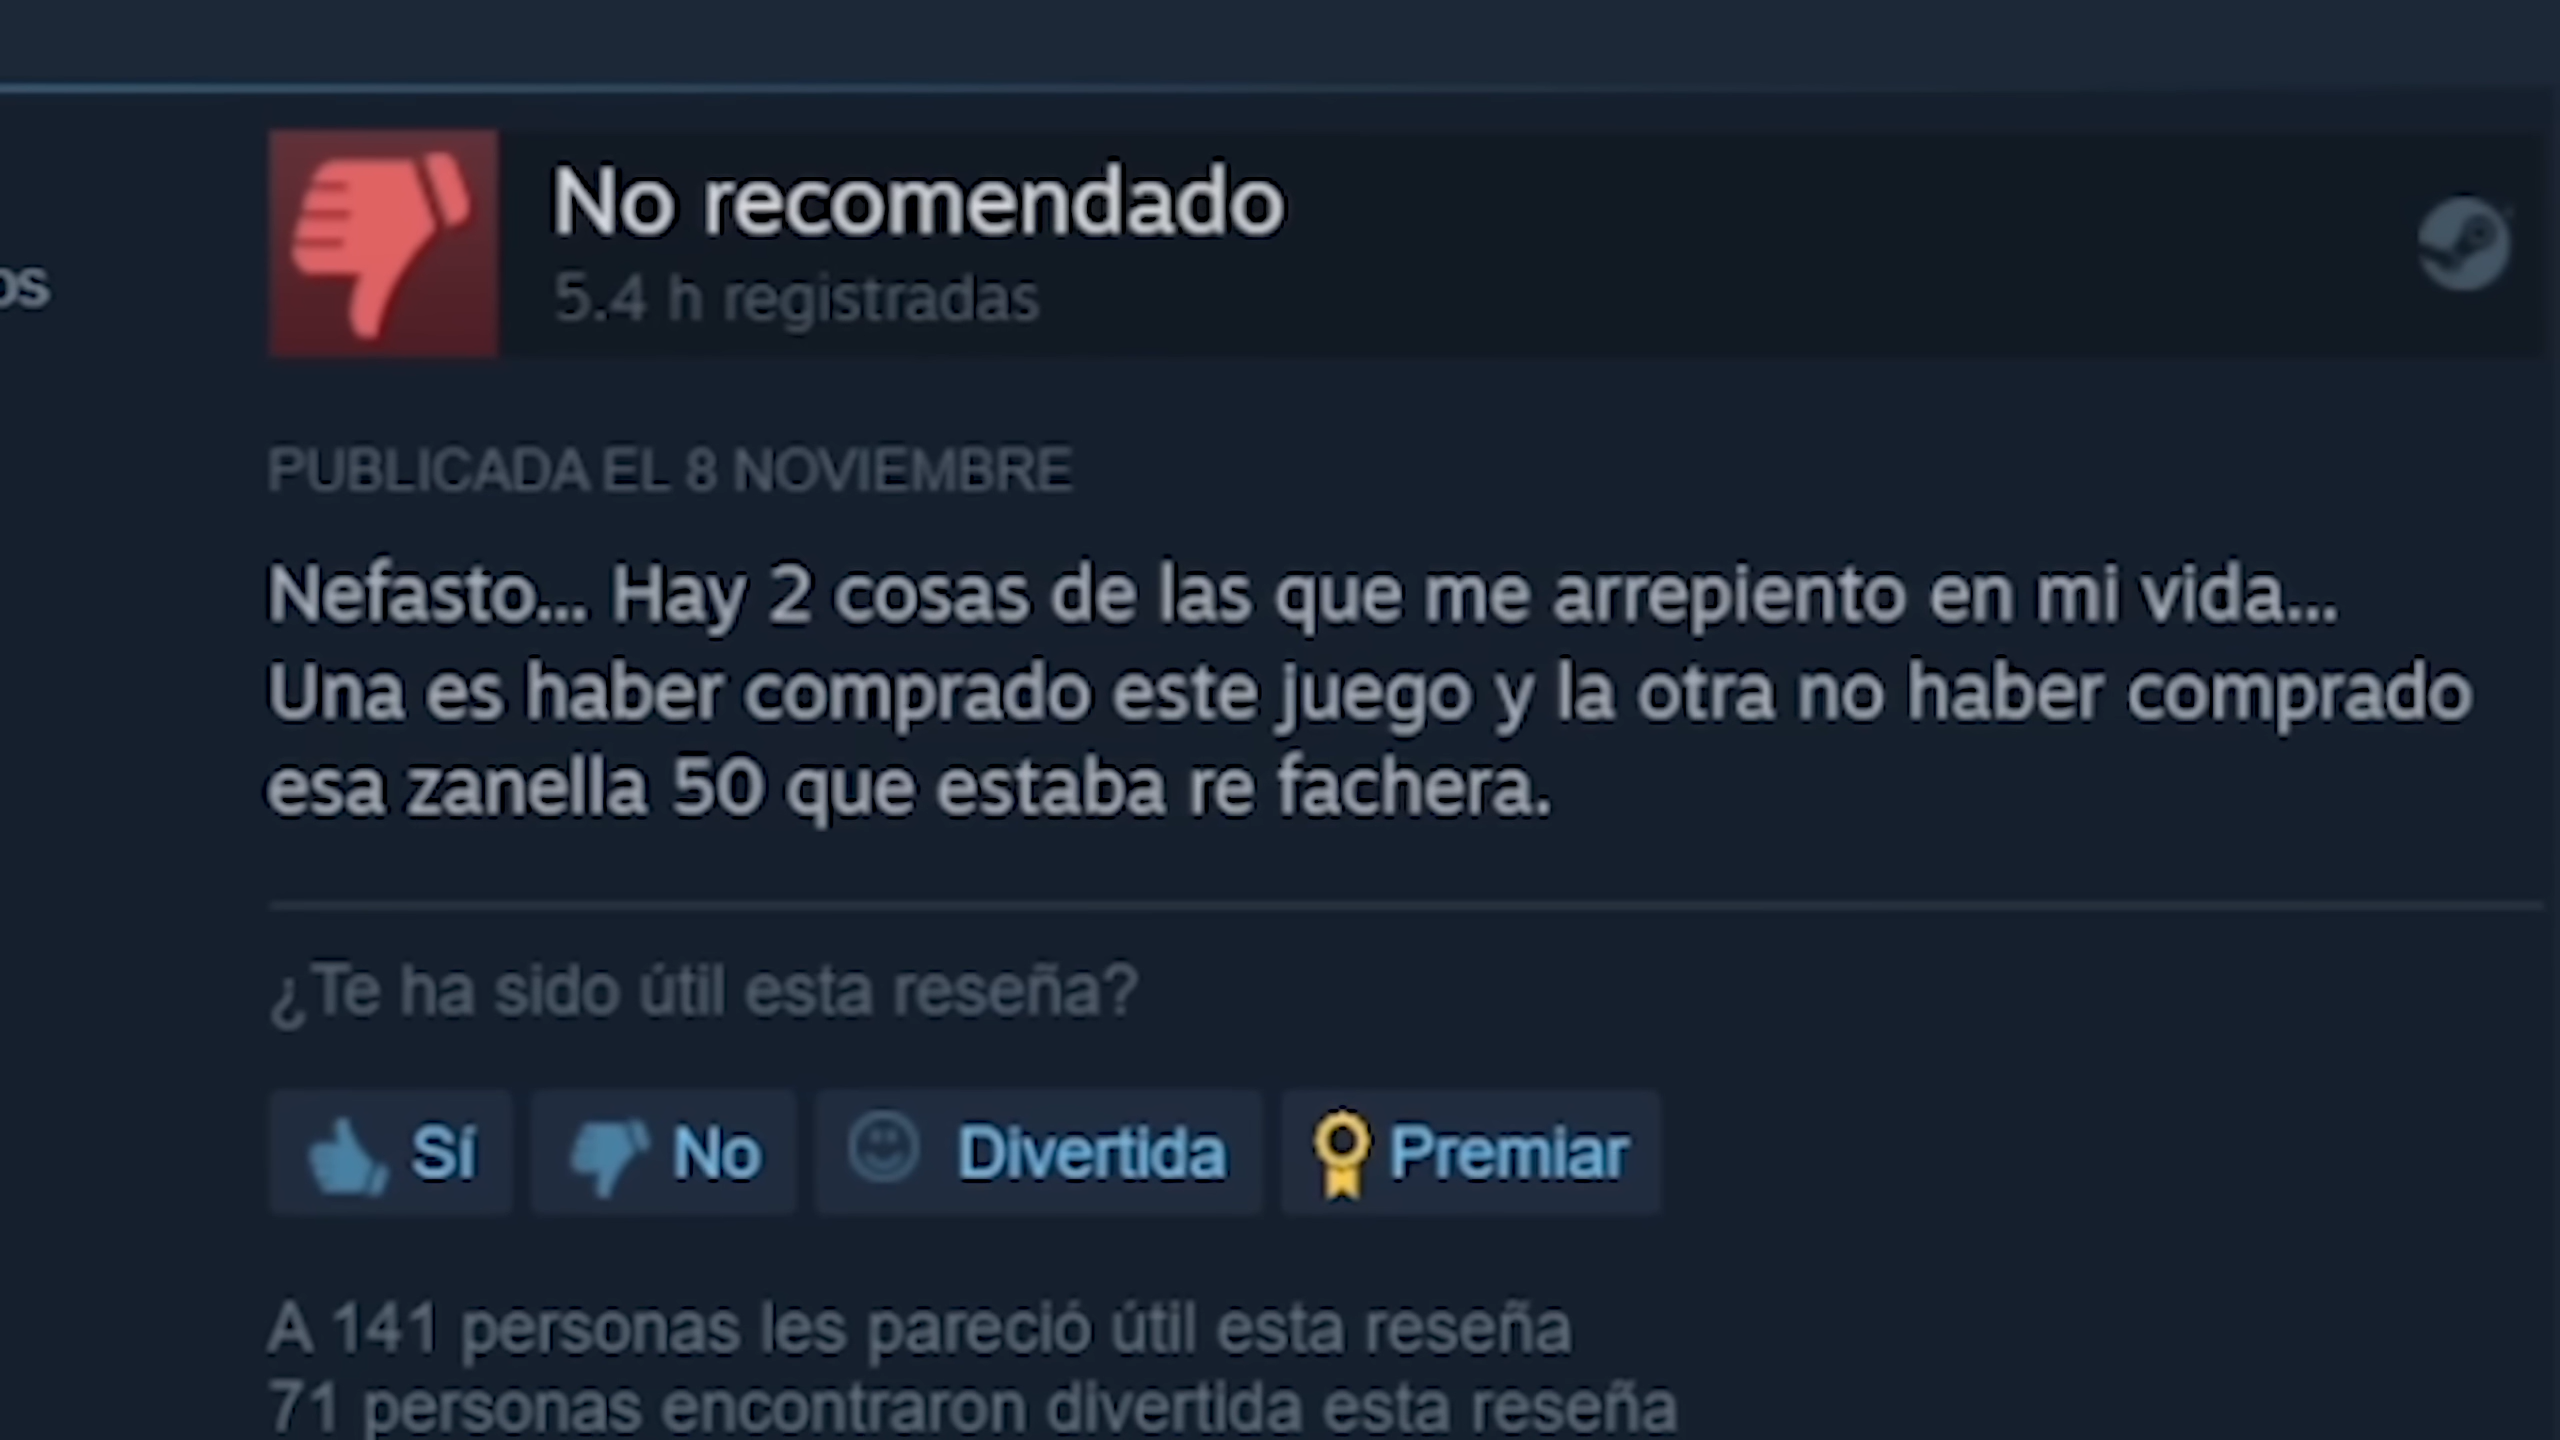 os
No recomendado
5.4 h registradas
PUBLICADA EL 8 NOVIEMBRE
Nefasto... Hay 2 cosas de las que me arrepiento en mi vida...
Una es haber comprado este juego y la otra no haber comprado
esa zanella 50 que estaba re fachera.
¿Te ha sido útil esta reseña?
Sí No Divertida Premiar
A 141 personas les pareció útil esta reseña
71 personas encontraron divertida esta reseña